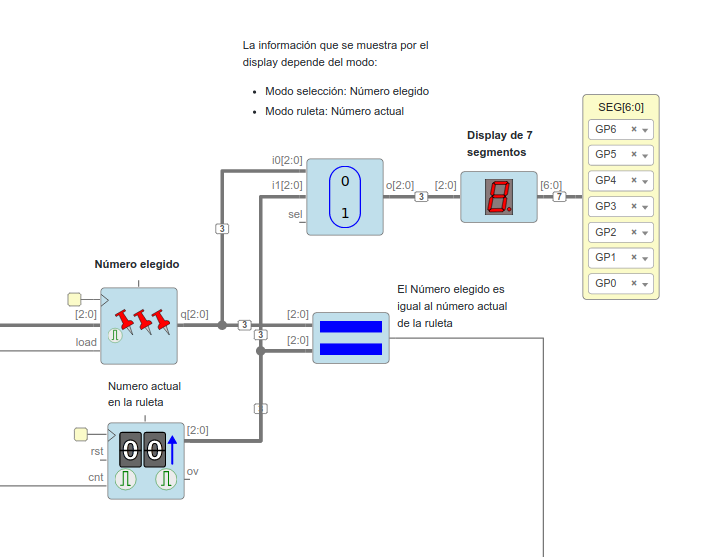 La información que se muestra por el
display depende del modo:
• Modo selección: Número elegido
• Modo ruleta: Número actual
SEG[6:0]
GP6 × ▾
GP5 × ▾
GP4 × ▾
GP3 × ▾
GP2 × ▾
GP1 × ▾
GP0 × ▾
Display de 7
segmentos
i0[2:0]
i1[2:0]
sel
0
1
o[2:0]
3
[2:0]
8.
[6:0]
7
3
Número elegido
[2:0]
load
q[2:0]
3
3
[2:0]
[2:0]
El Número elegido es
igual al número actual
de la ruleta
Numero actual
en la ruleta
[2:0]
rst
cnt
00
ov